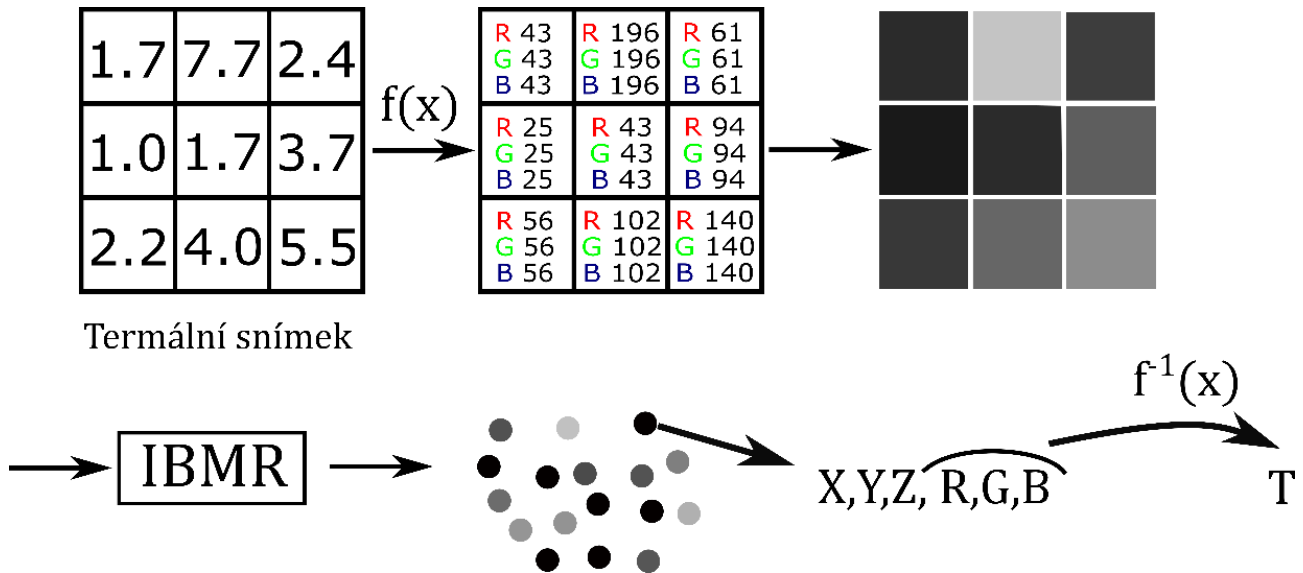 1.7 7.7 2.4
1.0 1.7 3.7
2.2 4.0 5.5
Termální snímek
f(x)
R 43 R 196 R 61
G 43 G 196 G 61
B 43 B 196 B 61
R 25 R 43 R 94
G 25 G 43 G 94
B 25 B 43 B 94
R 56 R 102 R 140
G 56 G 102 G 140
B 56 B 102 B 140
IBMR
X,Y,Z, R,G,B
f⁻¹(x)
T